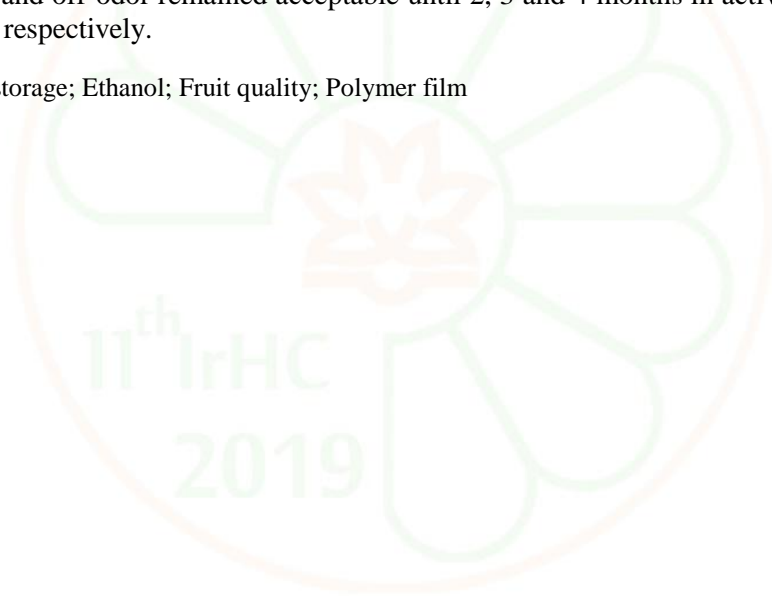 and off-odor remained acceptable until 2, 3 and 4 months in activ
respectively.
torage; Ethanol; Fruit quality; Polymer film
11th IrHC
2019